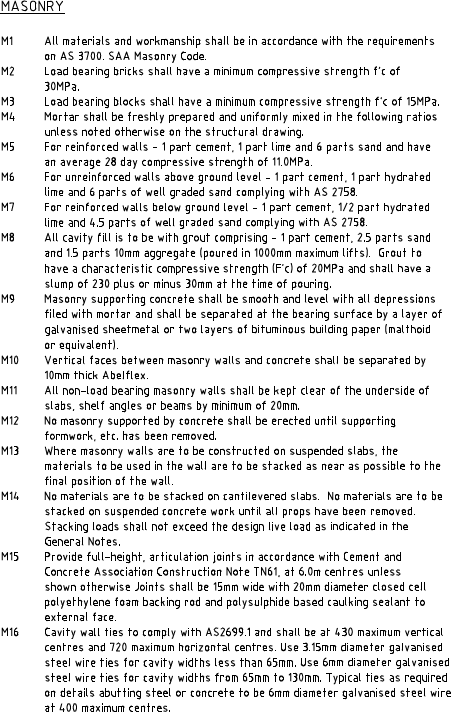 MASONRY
M1 All materials and workmanship shall be in accordance with the requirements
on AS 3700. SAA Masonry Code.
M2 Load bearing bricks shall have a minimum compressive strength f'c of
30MPa.
M3 Load bearing blocks shall have a minimum compressive strength f'c of 15MPa.
M4 Mortar shall be freshly prepared and uniformly mixed in the following ratios
unless noted otherwise on the structural drawing.
M5 For reinforced walls - 1 part cement, 1 part lime and 6 parts sand and have
an average 28 day compressive strength of 11.0MPa.
M6 For unreinforced walls above ground level - 1 part cement, 1 part hydrated
lime and 6 parts of well graded sand complying with AS 2758.
M7 For reinforced walls below ground level - 1 part cement, 1/2 part hydrated
lime and 4.5 parts of well graded sand complying with AS 2758.
M8 All cavity fill is to be with grout comprising - 1 part cement, 2.5 parts sand
and 1.5 parts 10mm aggregate (poured in 1000mm maximum lifts). Grout to
have a characteristic compressive strength (F'c) of 20MPa and shall have a
slump of 230 plus or minus 30mm at the time of pouring.
M9 Masonry supporting concrete shall be smooth and level with all depressions
filed with mortar and shall be separated at the bearing surface by a layer of
galvanised sheetmetal or two layers of bituminous building paper (malthoid
or equivalent).
M10 Vertical faces between masonry walls and concrete shall be separated by
10mm thick Abelflex.
M11 All non-load bearing masonry walls shall be kept clear of the underside of
slabs, shelf angles or beams by minimum of 20mm.
M12 No masonry supported by concrete shall be erected until supporting
formwork, etc. has been removed.
M13 Where masonry walls are to be constructed on suspended slabs, the
materials to be used in the wall are to be stacked as near as possible to the
final position of the wall.
M14 No materials are to be stacked on cantilevered slabs. No materials are to be
stacked on suspended concrete work until all props have been removed.
Stacking loads shall not exceed the design live load as indicated in the
General Notes.
M15 Provide full-height, articulation joints in accordance with Cement and
Concrete Association Construction Note TN61, at 6.0m centres unless
shown otherwise Joints shall be 15mm wide with 20mm diameter closed cell
polyethylene foam backing rod and polysulphide based caulking sealant to
external face.
M16 Cavity wall ties to comply with AS2699.1 and shall be at 430 maximum vertical
centres and 720 maximum horizontal centres. Use 3.15mm diameter galvanised
steel wire ties for cavity widths less than 65mm. Use 6mm diameter galvanised
steel wire ties for cavity widths from 65mm to 130mm. Typical ties as required
on details abutting steel or concrete to be 6mm diameter galvanised steel wire
at 400 maximum centres.